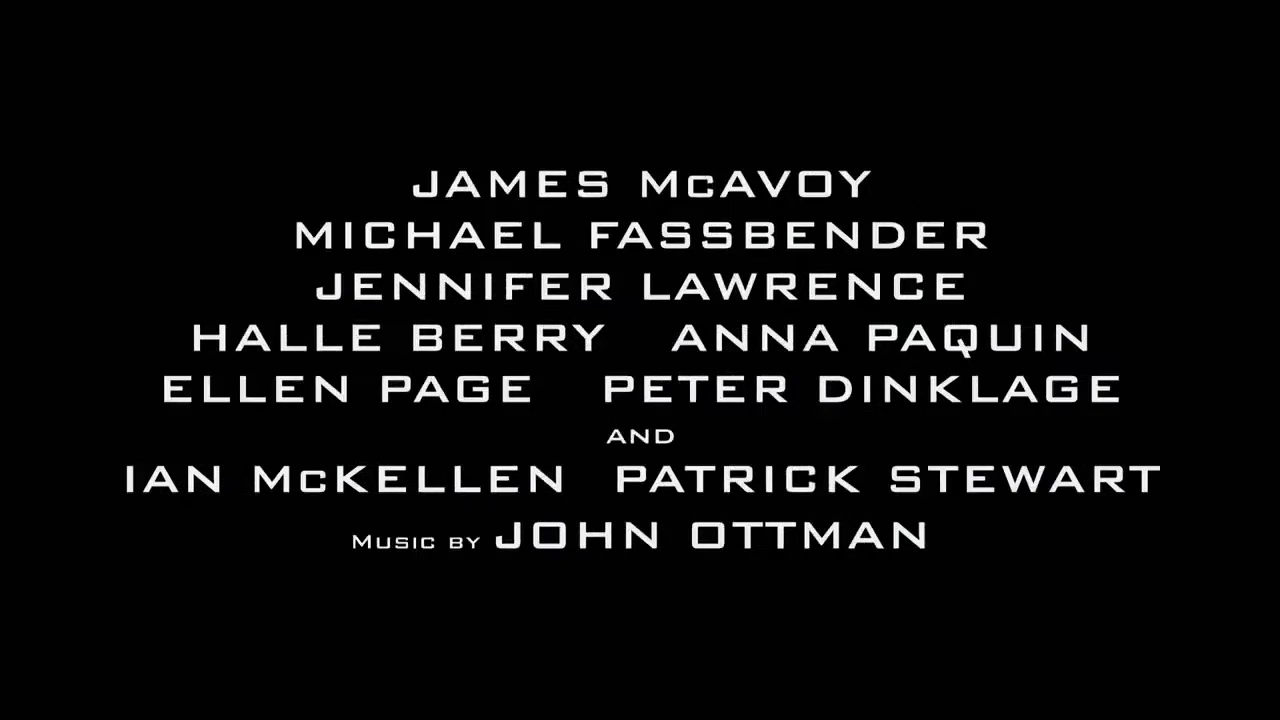 JAMES McAVOY
MICHAEL FASSBENDER
JENNIFER LAWRENCE
HALLE BERRY ANNA PAQUIN
ELLEN PAGE PETER DINKLAGE
AND
IAN McKELLEN PATRICK STEWART
MUSIC BY JOHN OTTMAN